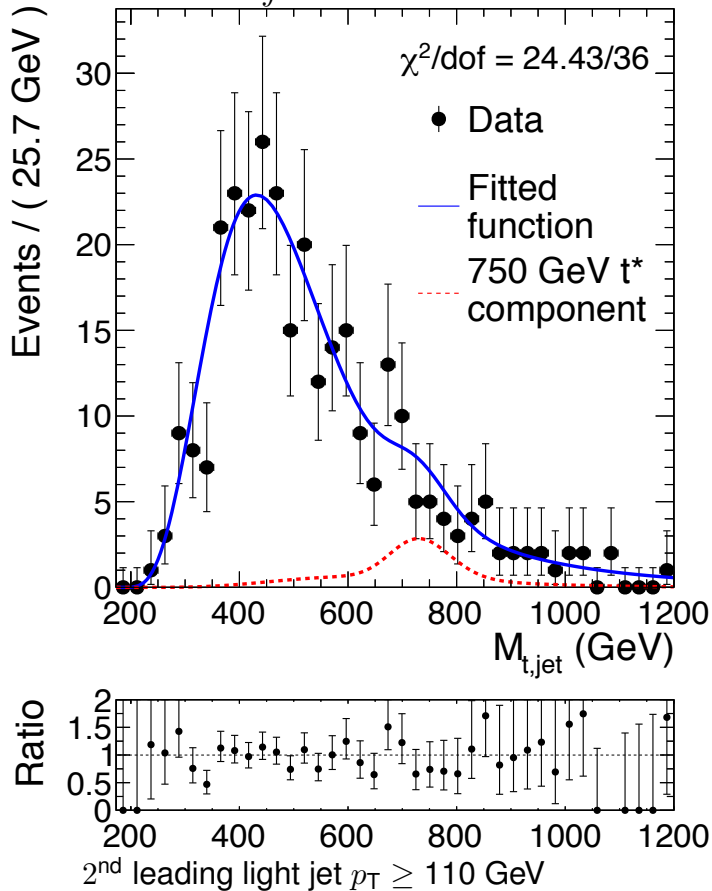 j
χ²/dof = 24.43/36
Data
Fitted
function
750 GeV t*
component
Events / ( 25.7 GeV )
30
25
20
15
10
5
0
200 400 600 800 1000 1200
M_{t,jet} (GeV)
Ratio
2
1.5
1
0.5
0
200 400 600 800 1000 1200
2ⁿᵈ leading light jet p_T ≥ 110 GeV